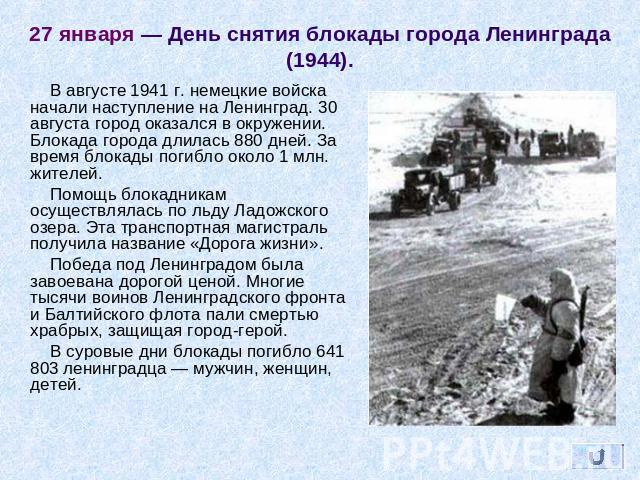 27 января — День снятия блокады города Ленинграда
(1944).
В августе 1941 г. немецкие войска
начали наступление на Ленинград. 30
августа город оказался в окружении.
Блокада города длилась 880 дней. За
время блокады погибло около 1 млн.
жителей.
Помощь блокадникам
осуществлялась по льду Ладожского
озера. Эта транспортная магистраль
получила название «Дорога жизни».
Победа под Ленинградом была
завоевана дорогой ценой. Многие
тысячи воинов Ленинградского фронта
и Балтийского флота пали смертью
храбрых, защищая город-герой.
В суровые дни блокады погибло 641
803 ленинградца — мужчин, женщин,
детей.